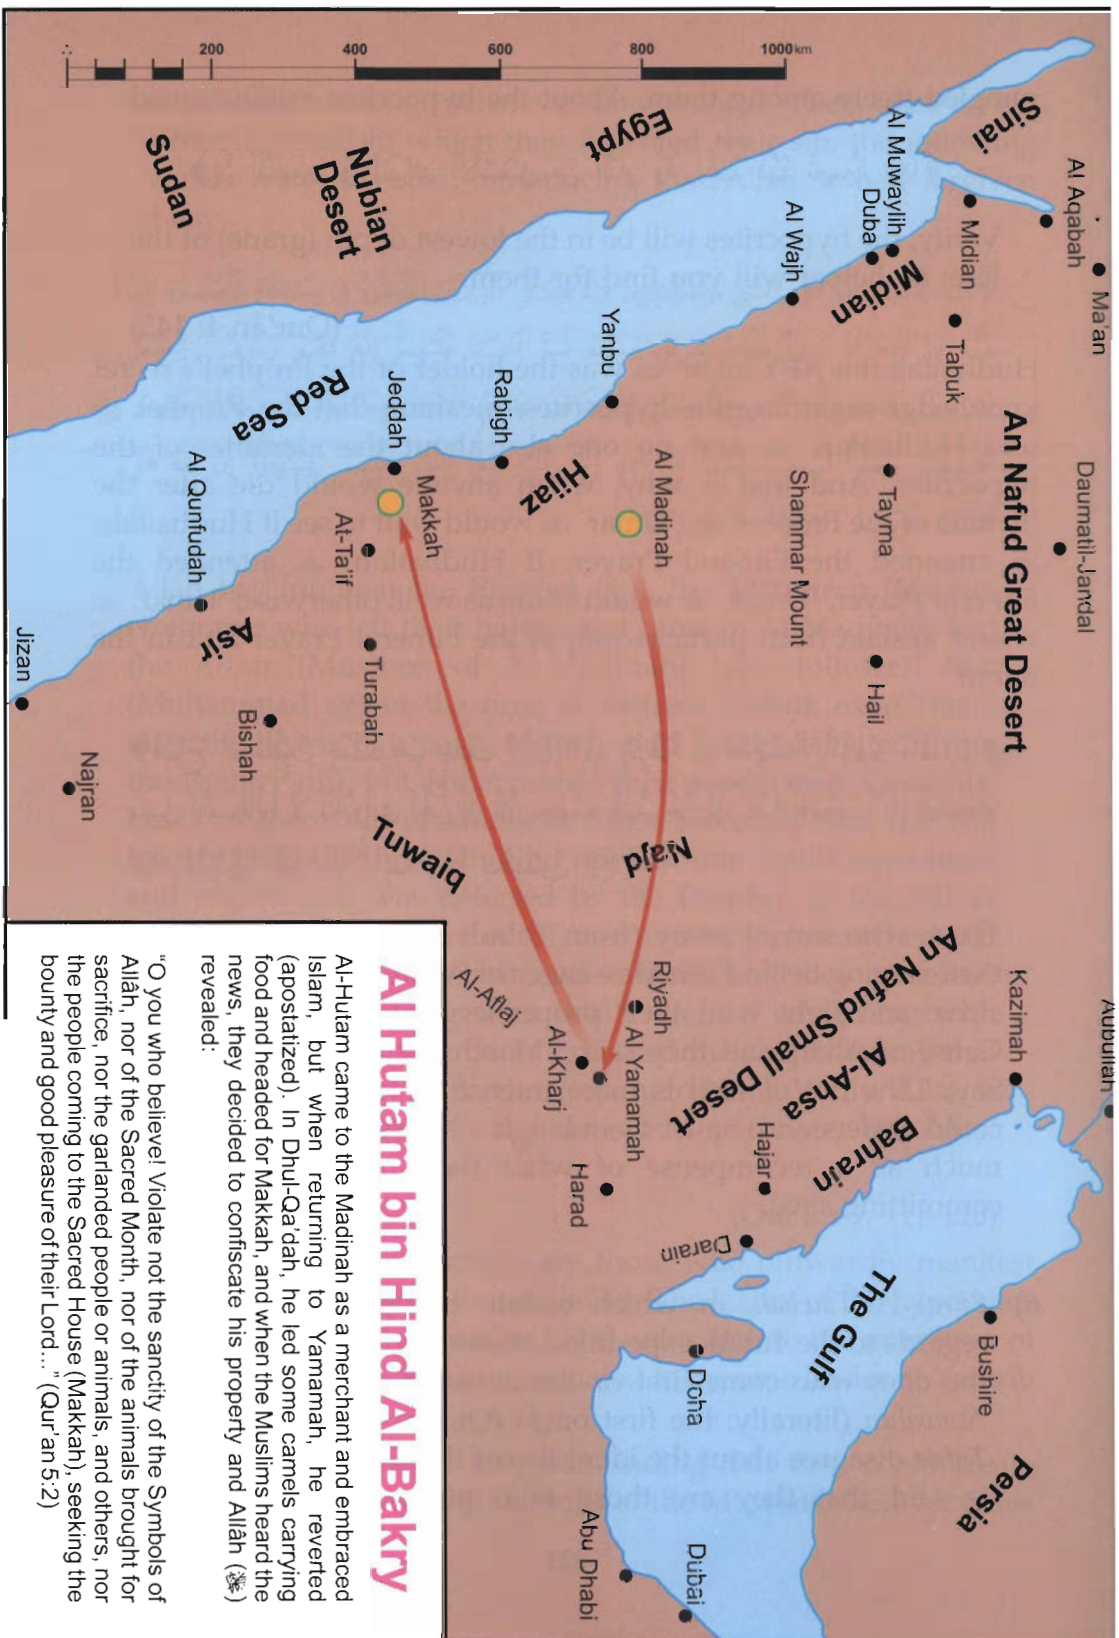 Sinai
Al Aqabah
Ma'an
Daumatil-Jandal
Ubullah
Midian
Tabuk
An Nafud Great Desert
Kazimah
Al Muwaylih
Duba
Midian
Tayma
Hail
Shammar Mount
Al Wajh
An Nafud Small Desert
Al-Ahsa
Bahrain
Hajar
Darain
The Gulf
Bushire
Persia
Egypt
Yanbu
Al Madinah
Najd
Riyadh
Al Yamamah
Al-Kharj
Harad
Doha
Dubai
Abu Dhabi
Hijaz
Rabigh
Nubian
Desert
Sudan
Red Sea
Jeddah
Makkah
At-Ta'if
Turabah
Tuwaiq
Al-Aflaj
Al Qunfudah
Asir
Bishah
Jizan
Najran
200
400
600
800
1000km
Al Hutam bin Hind Al-Bakry
Al-Hutam came to the Madinah as a merchant and embraced
Islam, but when returning to Yamamah, he reverted
(apostatized). In Dhul-Qa'dah, he led some camels carrying
food and headed for Makkah, and when the Muslims heard the
news, they decided to confiscate his property and Allâh (ﷻ)
revealed:
"O you who believe! Violate not the sanctity of the Symbols of
Allâh, nor of the Sacred Month, nor of the animals brought for
sacrifice, nor the garlanded people or animals, and others, nor
the people coming to the Sacred House (Makkah), seeking the
bounty and good pleasure of their Lord..." (Qur'an 5:2)